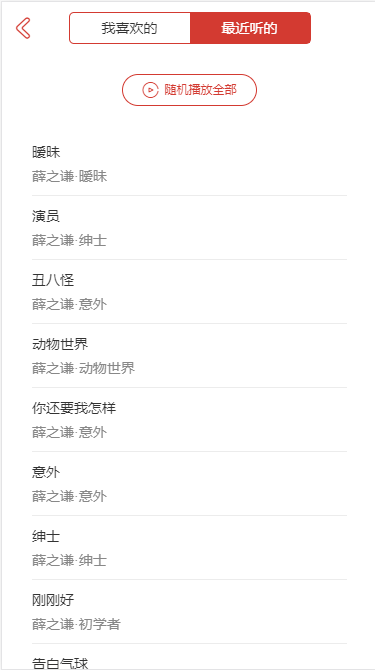 我喜欢的 最近听的
随机播放全部
暧昧
薛之谦·暧昧
演员
薛之谦·绅士
丑八怪
薛之谦·意外
动物世界
薛之谦·动物世界
你还要我怎样
薛之谦·意外
意外
薛之谦·意外
绅士
薛之谦·绅士
刚刚好
薛之谦·初学者
告白气球